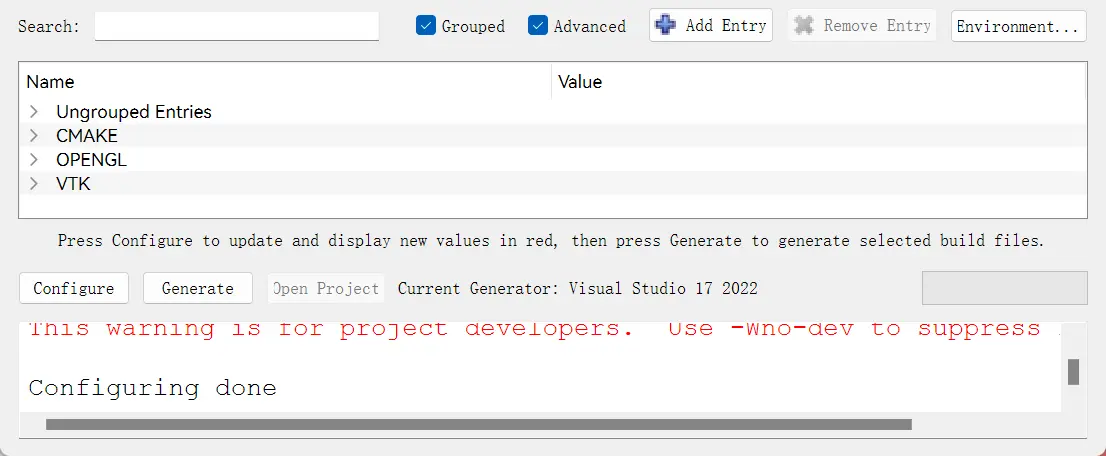 Search: Grouped Advanced Add Entry Remove Entry Environment...
Name Value
Ungrouped Entries
CMAKE
OPENGL
VTK
Press Configure to update and display new values in red, then press Generate to generate selected build files.
Configure Generate Open Project Current Generator: Visual Studio 17 2022
This warning is for project developers.  Use -Wno-dev to suppress
Configuring done